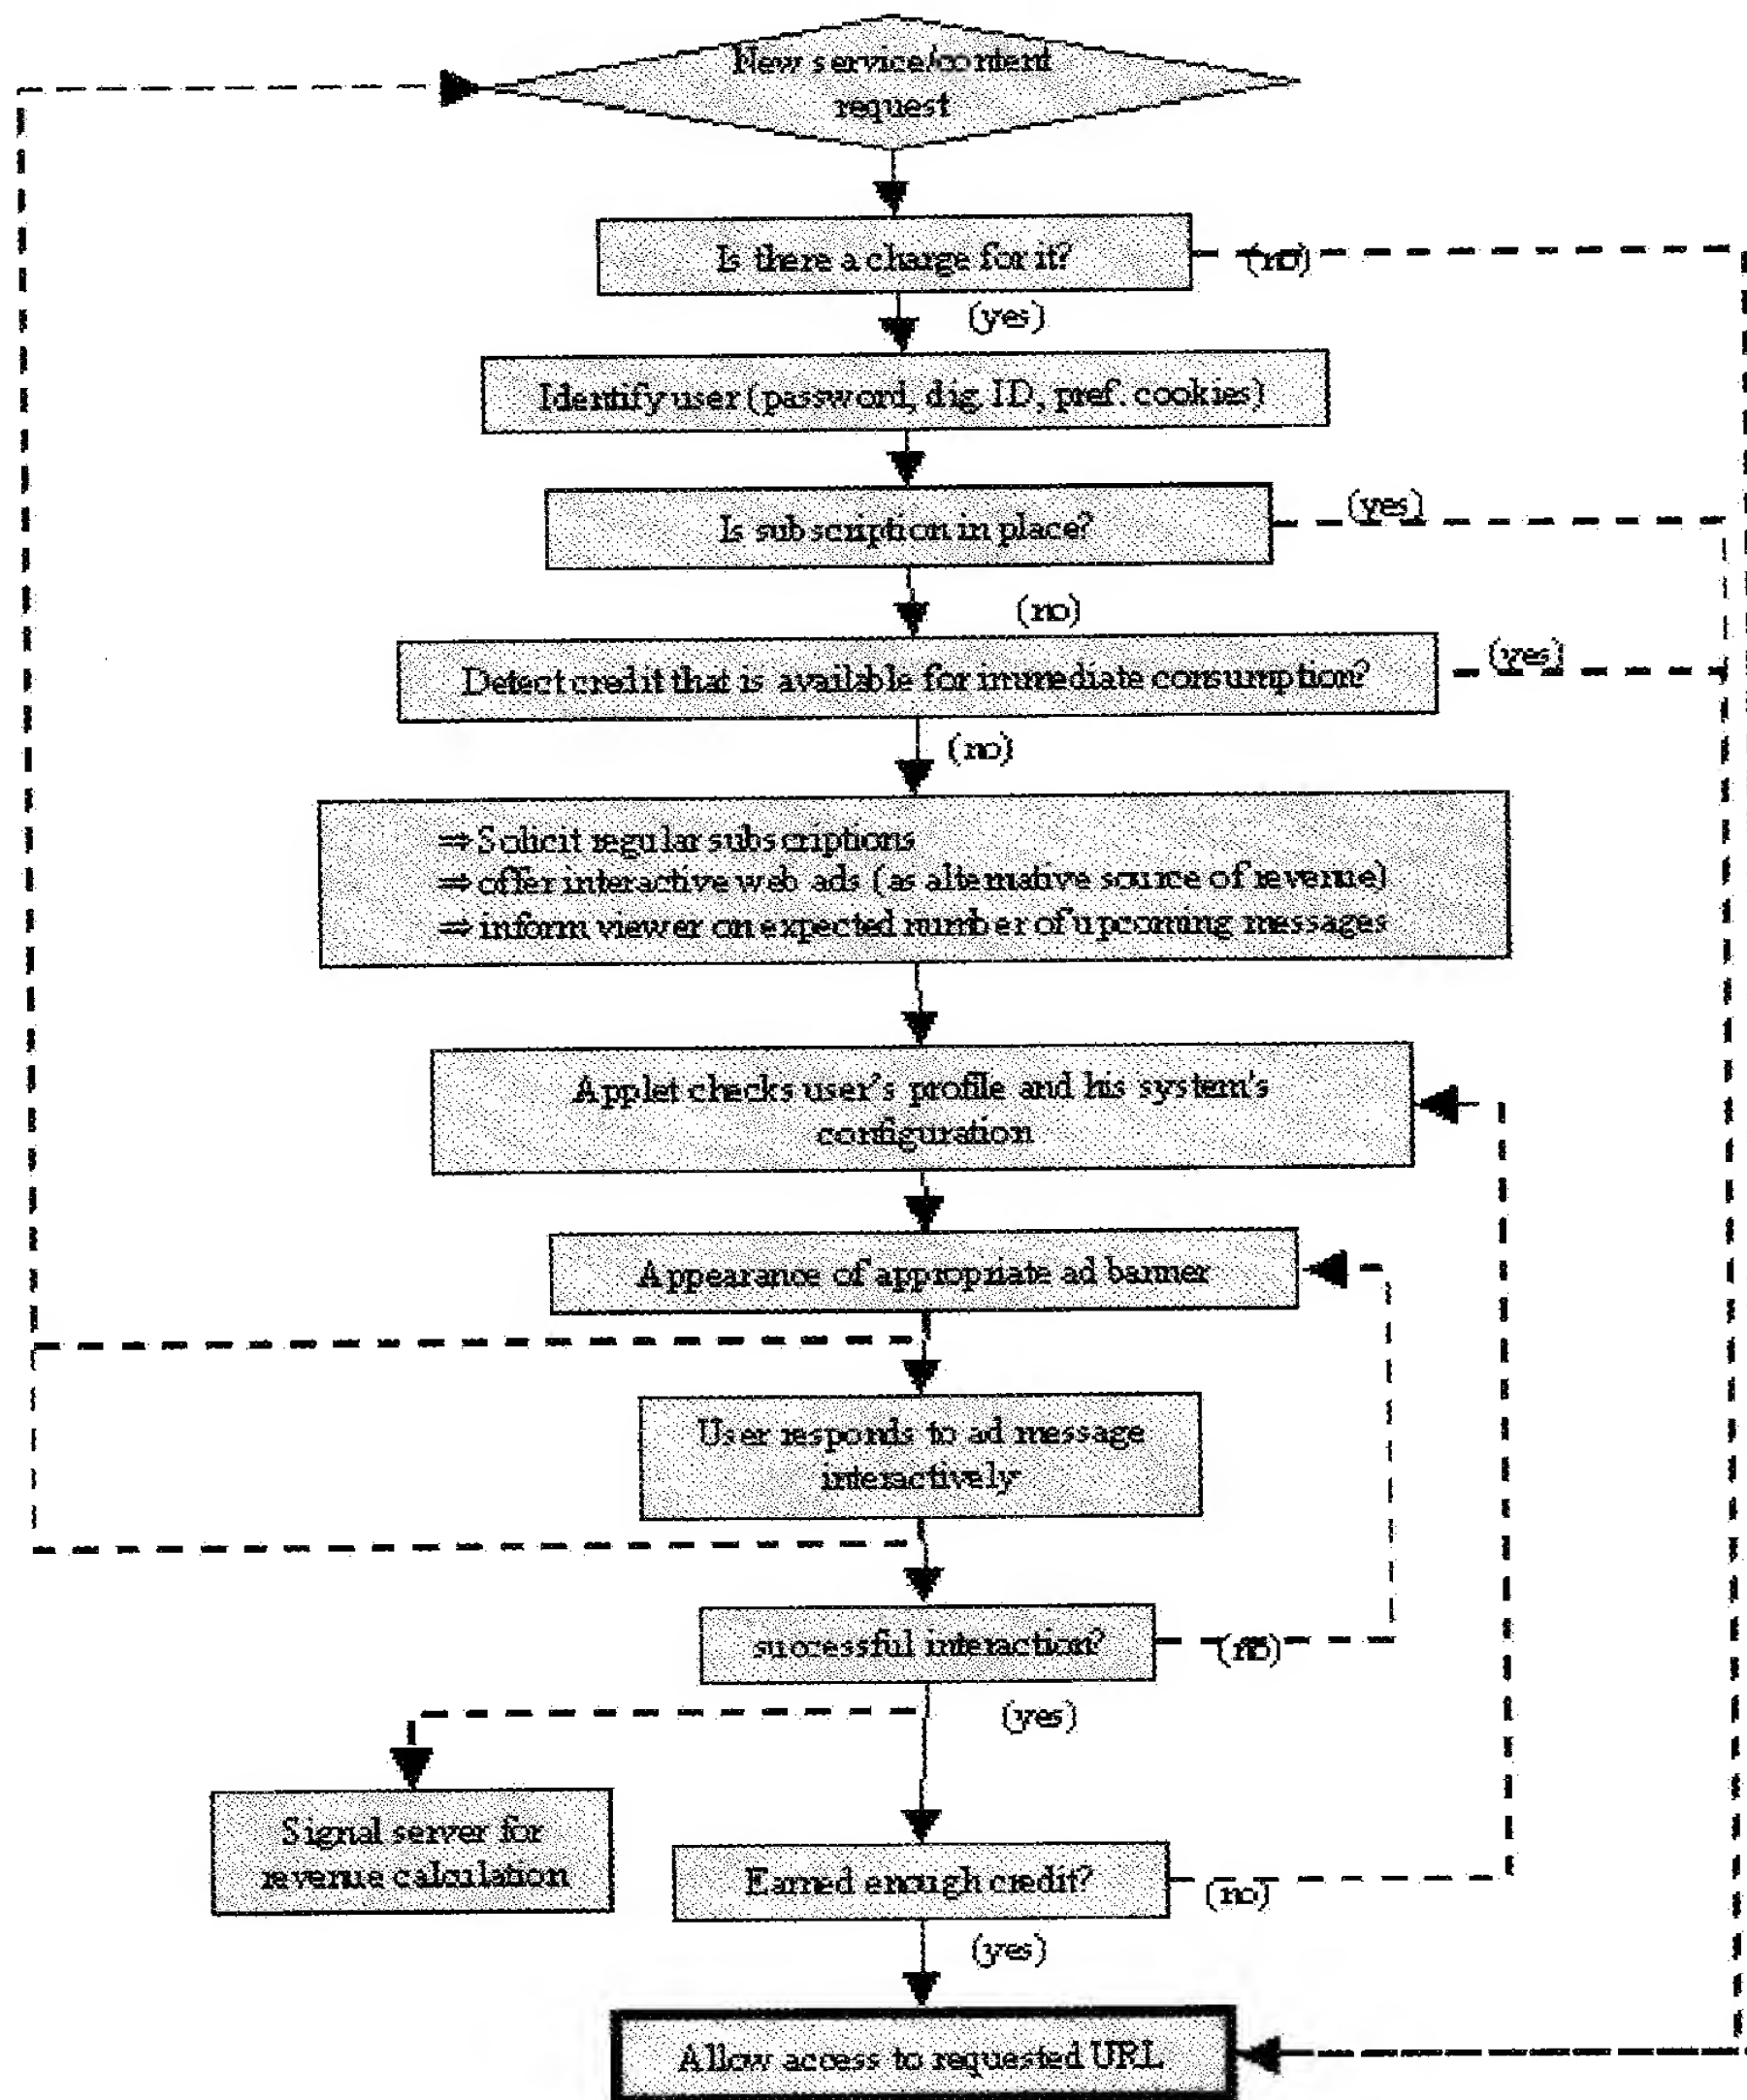 New service/content
request
Is there a charge for it?
(no)
(yes)
Identify user (password, dig. ID, pref. cookies)
Is subscription in place?
(yes)
(no)
Detect credit that is available for immediate consumption?
(yes)
(no)
⇒ Solicit regular subscriptions
⇒ offer interactive web ads (as alternative source of revenue)
⇒ inform viewer on expected number of upcoming messages
Applet checks user's profile and his system's
configuration
Appearance of appropriate ad banner
User responds to ad message
interactively
successful interaction?
(no)
(yes)
Signal server for
revenue calculation
Earned enough credit?
(no)
(yes)
Allow access to requested URL